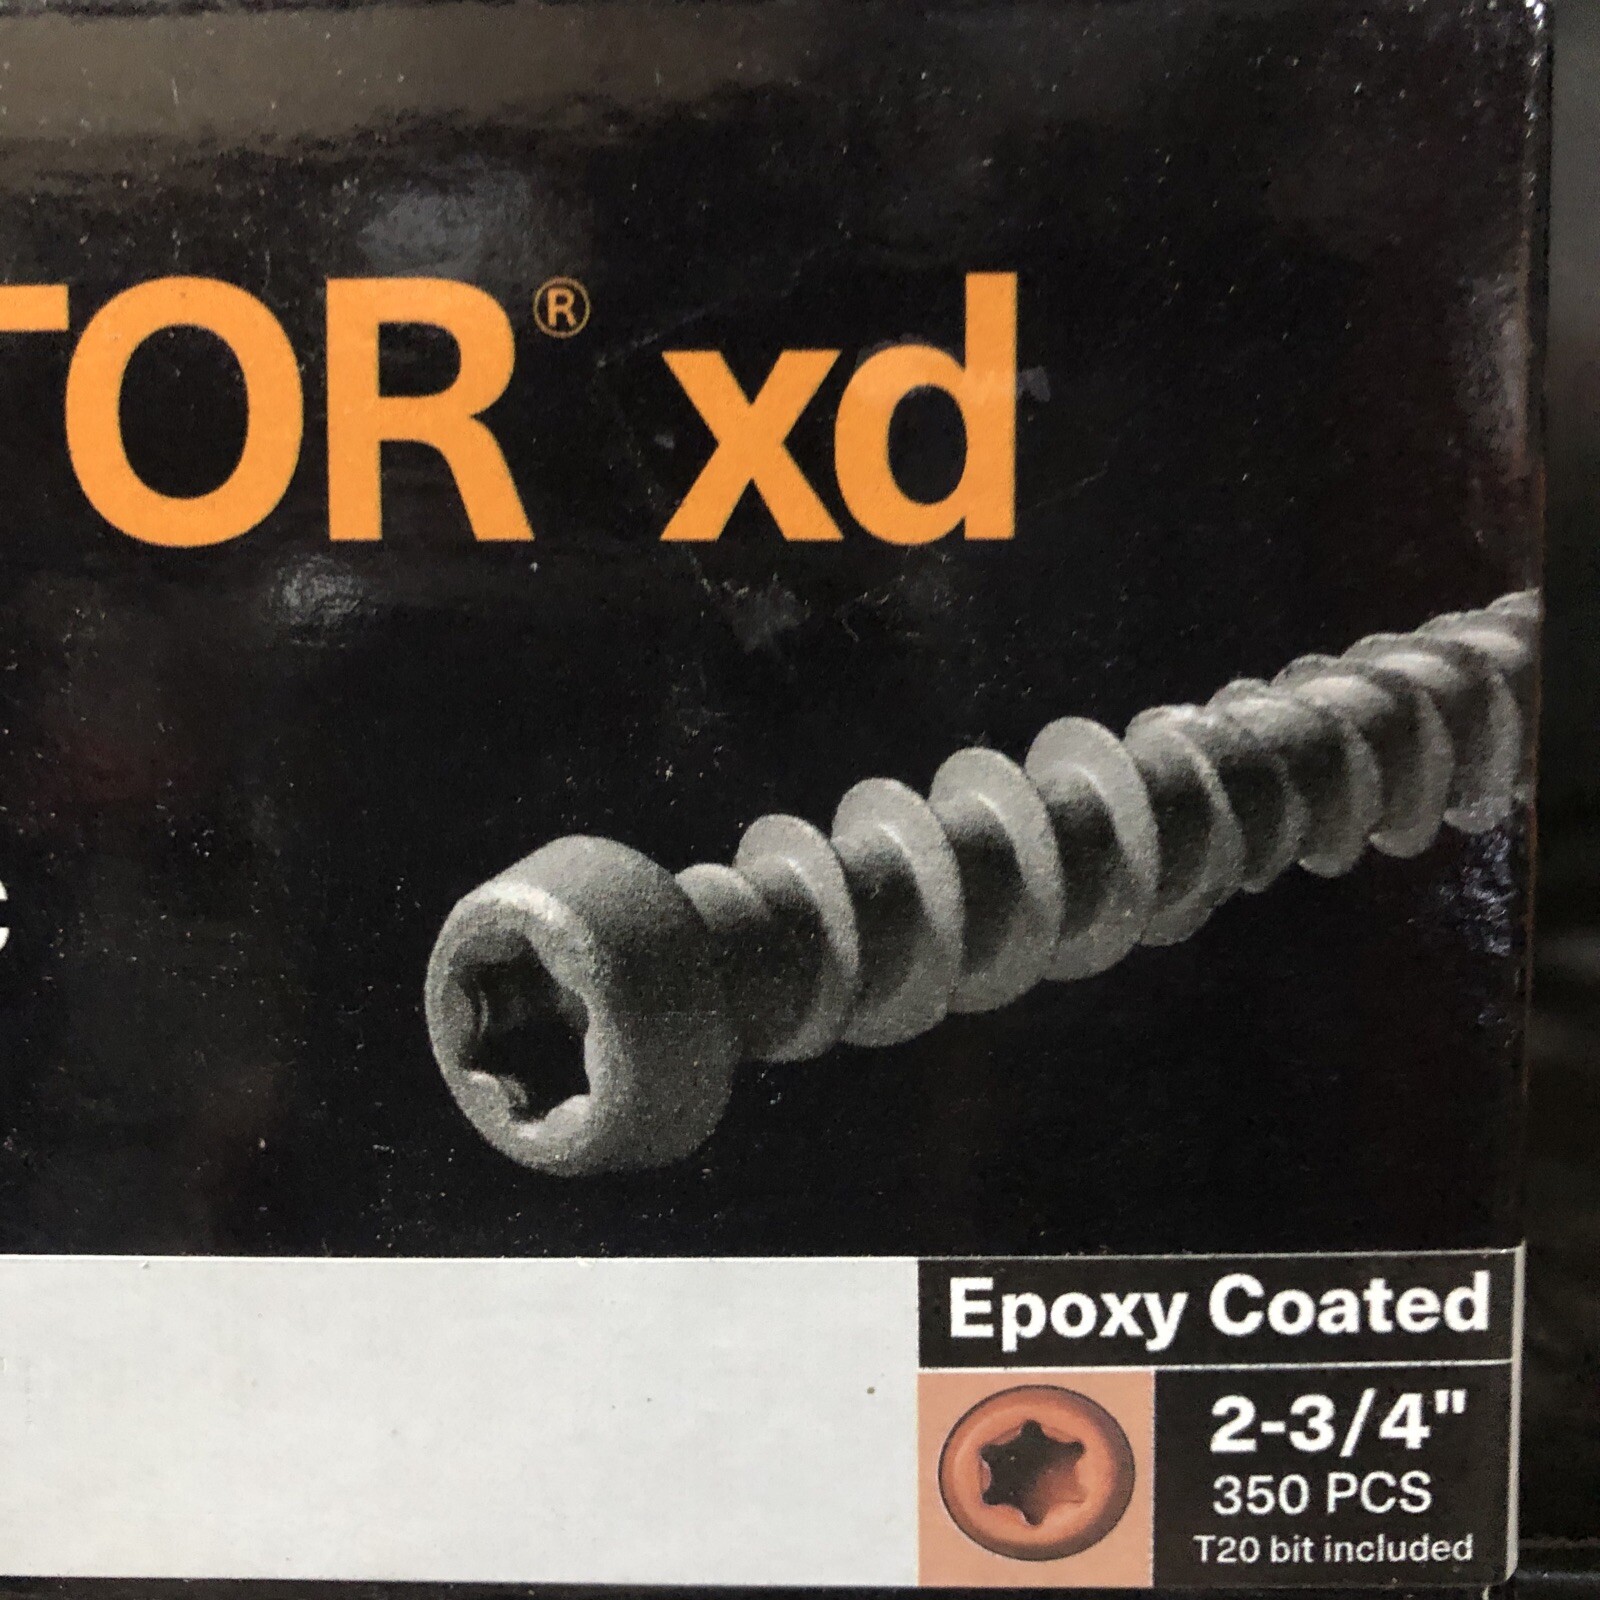 TOR® xd
Epoxy Coated
2-3/4"
350 PCS
T20 bit included